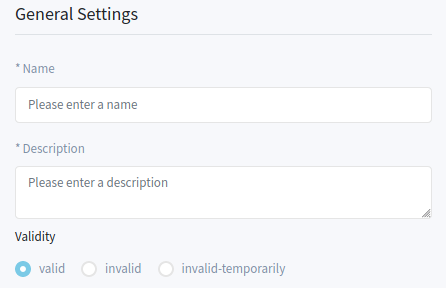 General Settings
* Name
Please enter a name
* Description
Please enter a description
Validity
valid invalid invalid-temporarily